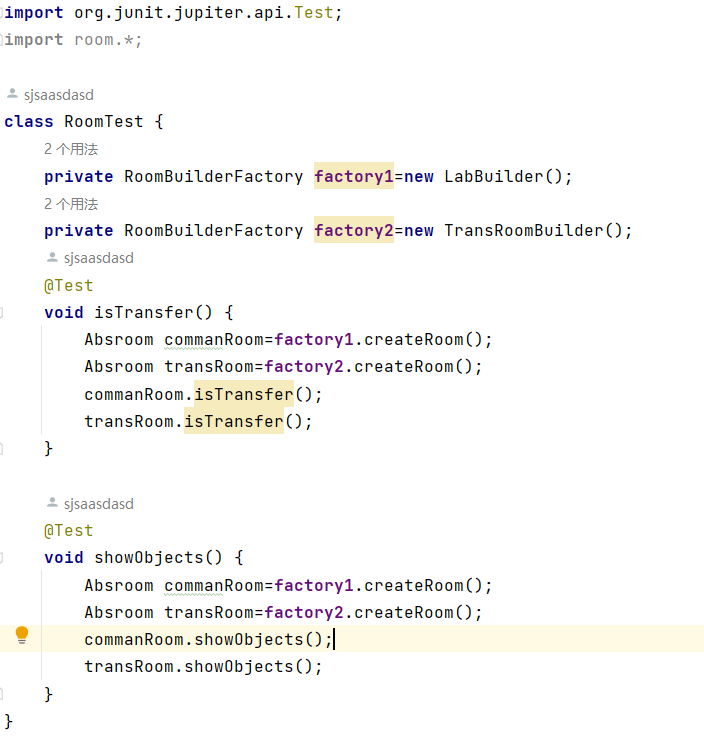 import org.junit.jupiter.api.Test;
import room.*;
sjsaasdasd
class RoomTest {
2 个用法
private RoomBuilderFactory factory1=new LabBuilder();
2 个用法
private RoomBuilderFactory factory2=new TransRoomBuilder();
sjsaasdasd
@Test
void isTransfer() {
Absroom commanRoom=factory1.createRoom();
Absroom transRoom=factory2.createRoom();
commanRoom.isTransfer();
transRoom.isTransfer();
}
sjsaasdasd
@Test
void showObjects() {
Absroom commanRoom=factory1.createRoom();
Absroom transRoom=factory2.createRoom();
commanRoom.showObjects();
transRoom.showObjects();
}
}